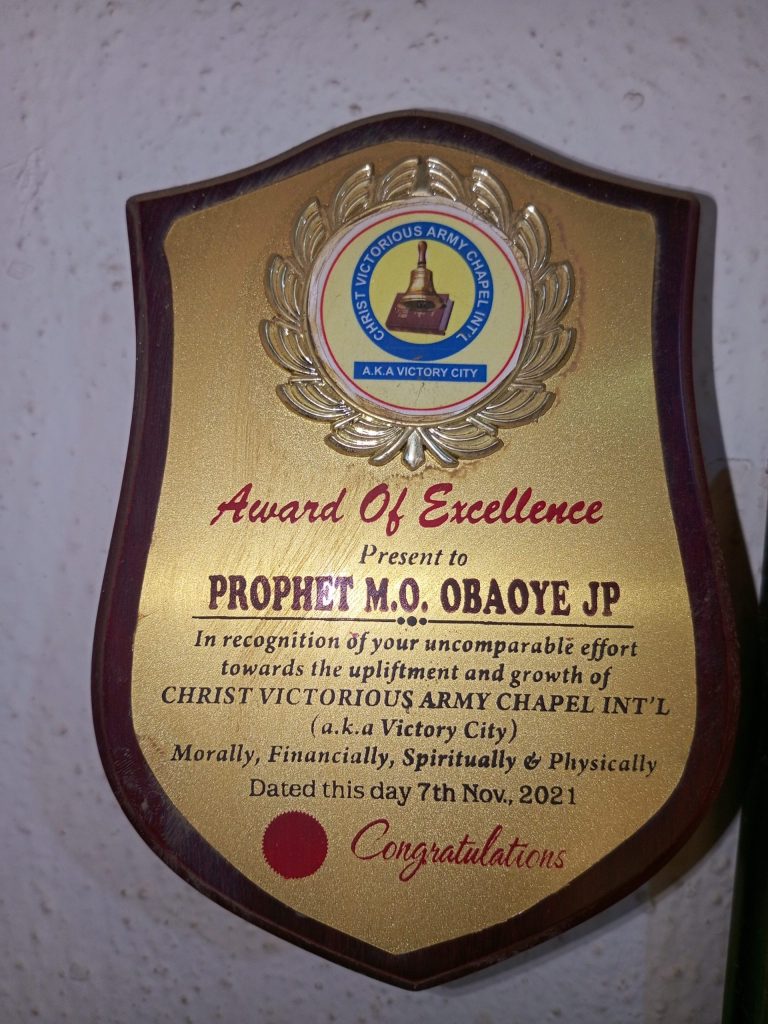 CHRIST VICTORIOUS ARMY CHAPEL INT'L
A.K.A VICTORY CITY
Award Of Excellence
Present to
PROPHET M.O. OBAOYE JP
In recognition of your uncomparable effort
towards the upliftment and growth of
CHRIST VICTORIOUS ARMY CHAPEL INT'L
(a.k.a Victory City)
Morally, Financially, Spiritually & Physically
Dated this day 7th Nov., 2021
Congratulations